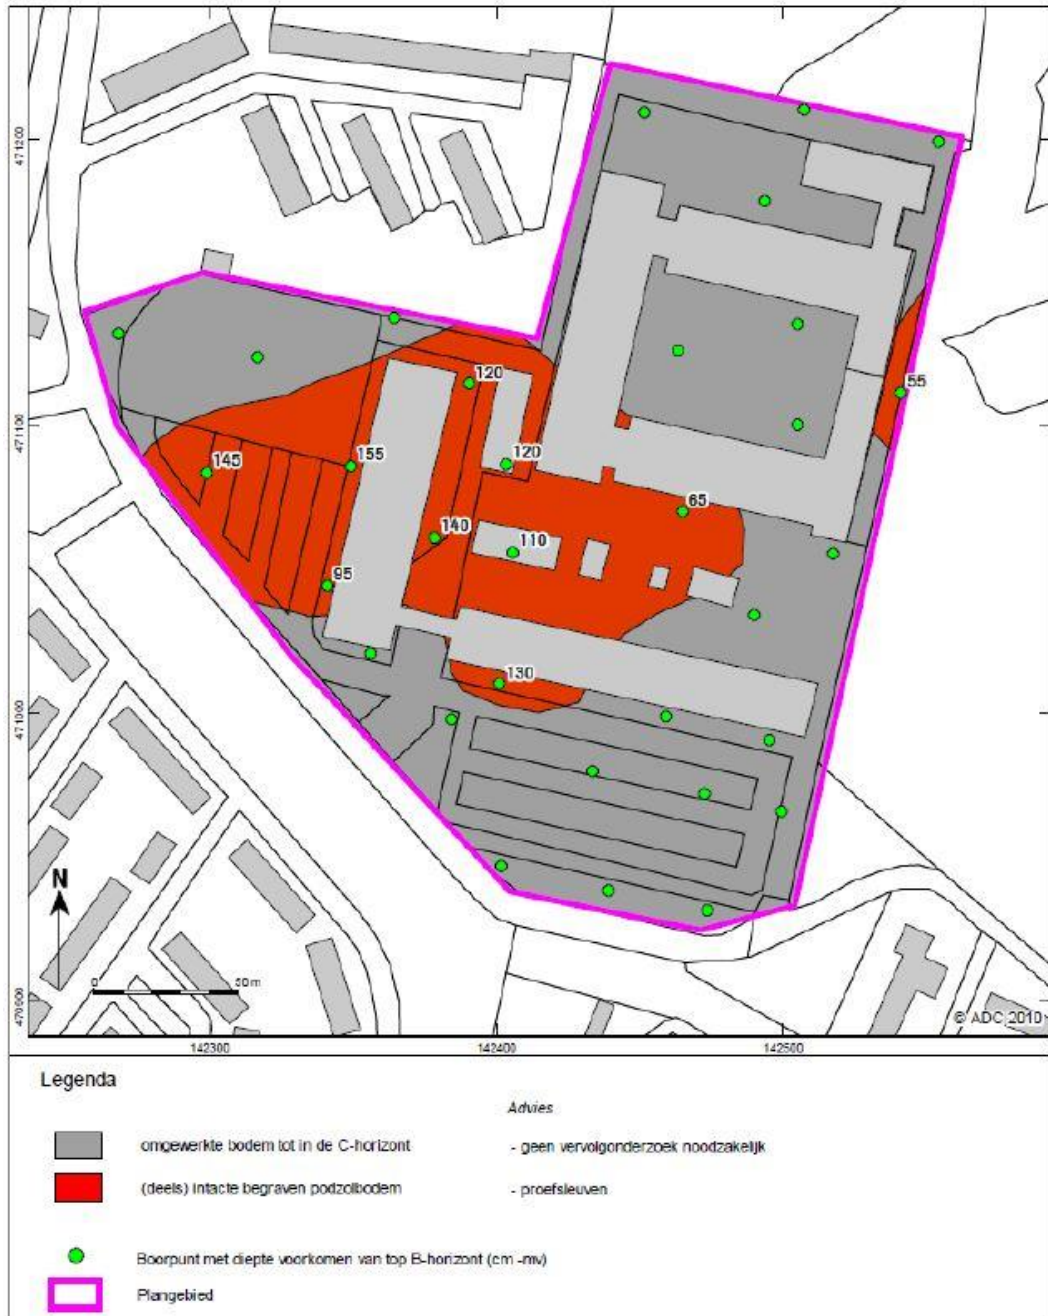 471200
55
120
471100
120
155
145
65
140
110
95
130
471000
N
0
50m
470900
© ADC 2010
142300
142400
142500
Legenda
Advies
omgewerkte bodem tot in de C-horizont
- geen vervolgonderzoek noodzakelijk
(deels) intacte begraven podzolbodem
- proefsleuven
Boorpunt met diepte voorkomen van top B-horizont (cm -mv)
Plangebied